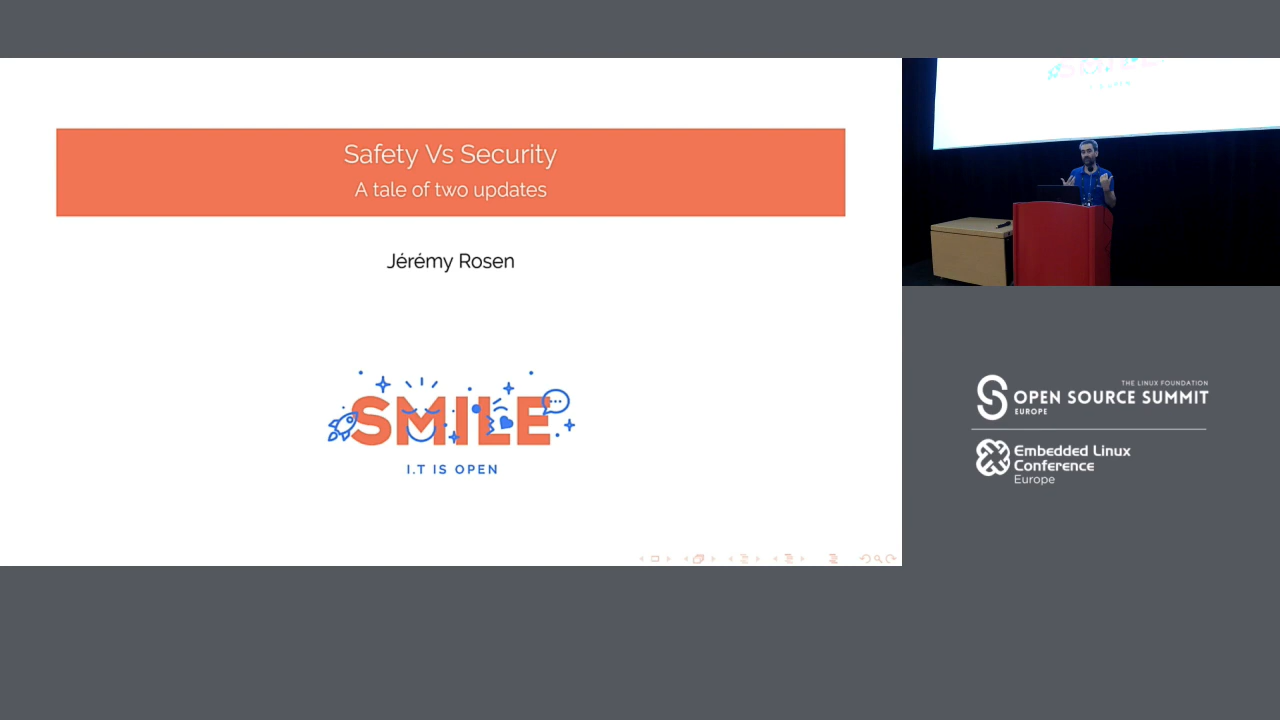 Safety Vs Security
A tale of two updates
Jérémy Rosen
SMILE
I.T IS OPEN
THE LINUX FOUNDATION
OPEN SOURCE SUMMIT
EUROPE
Embedded Linux
Conference
Europe